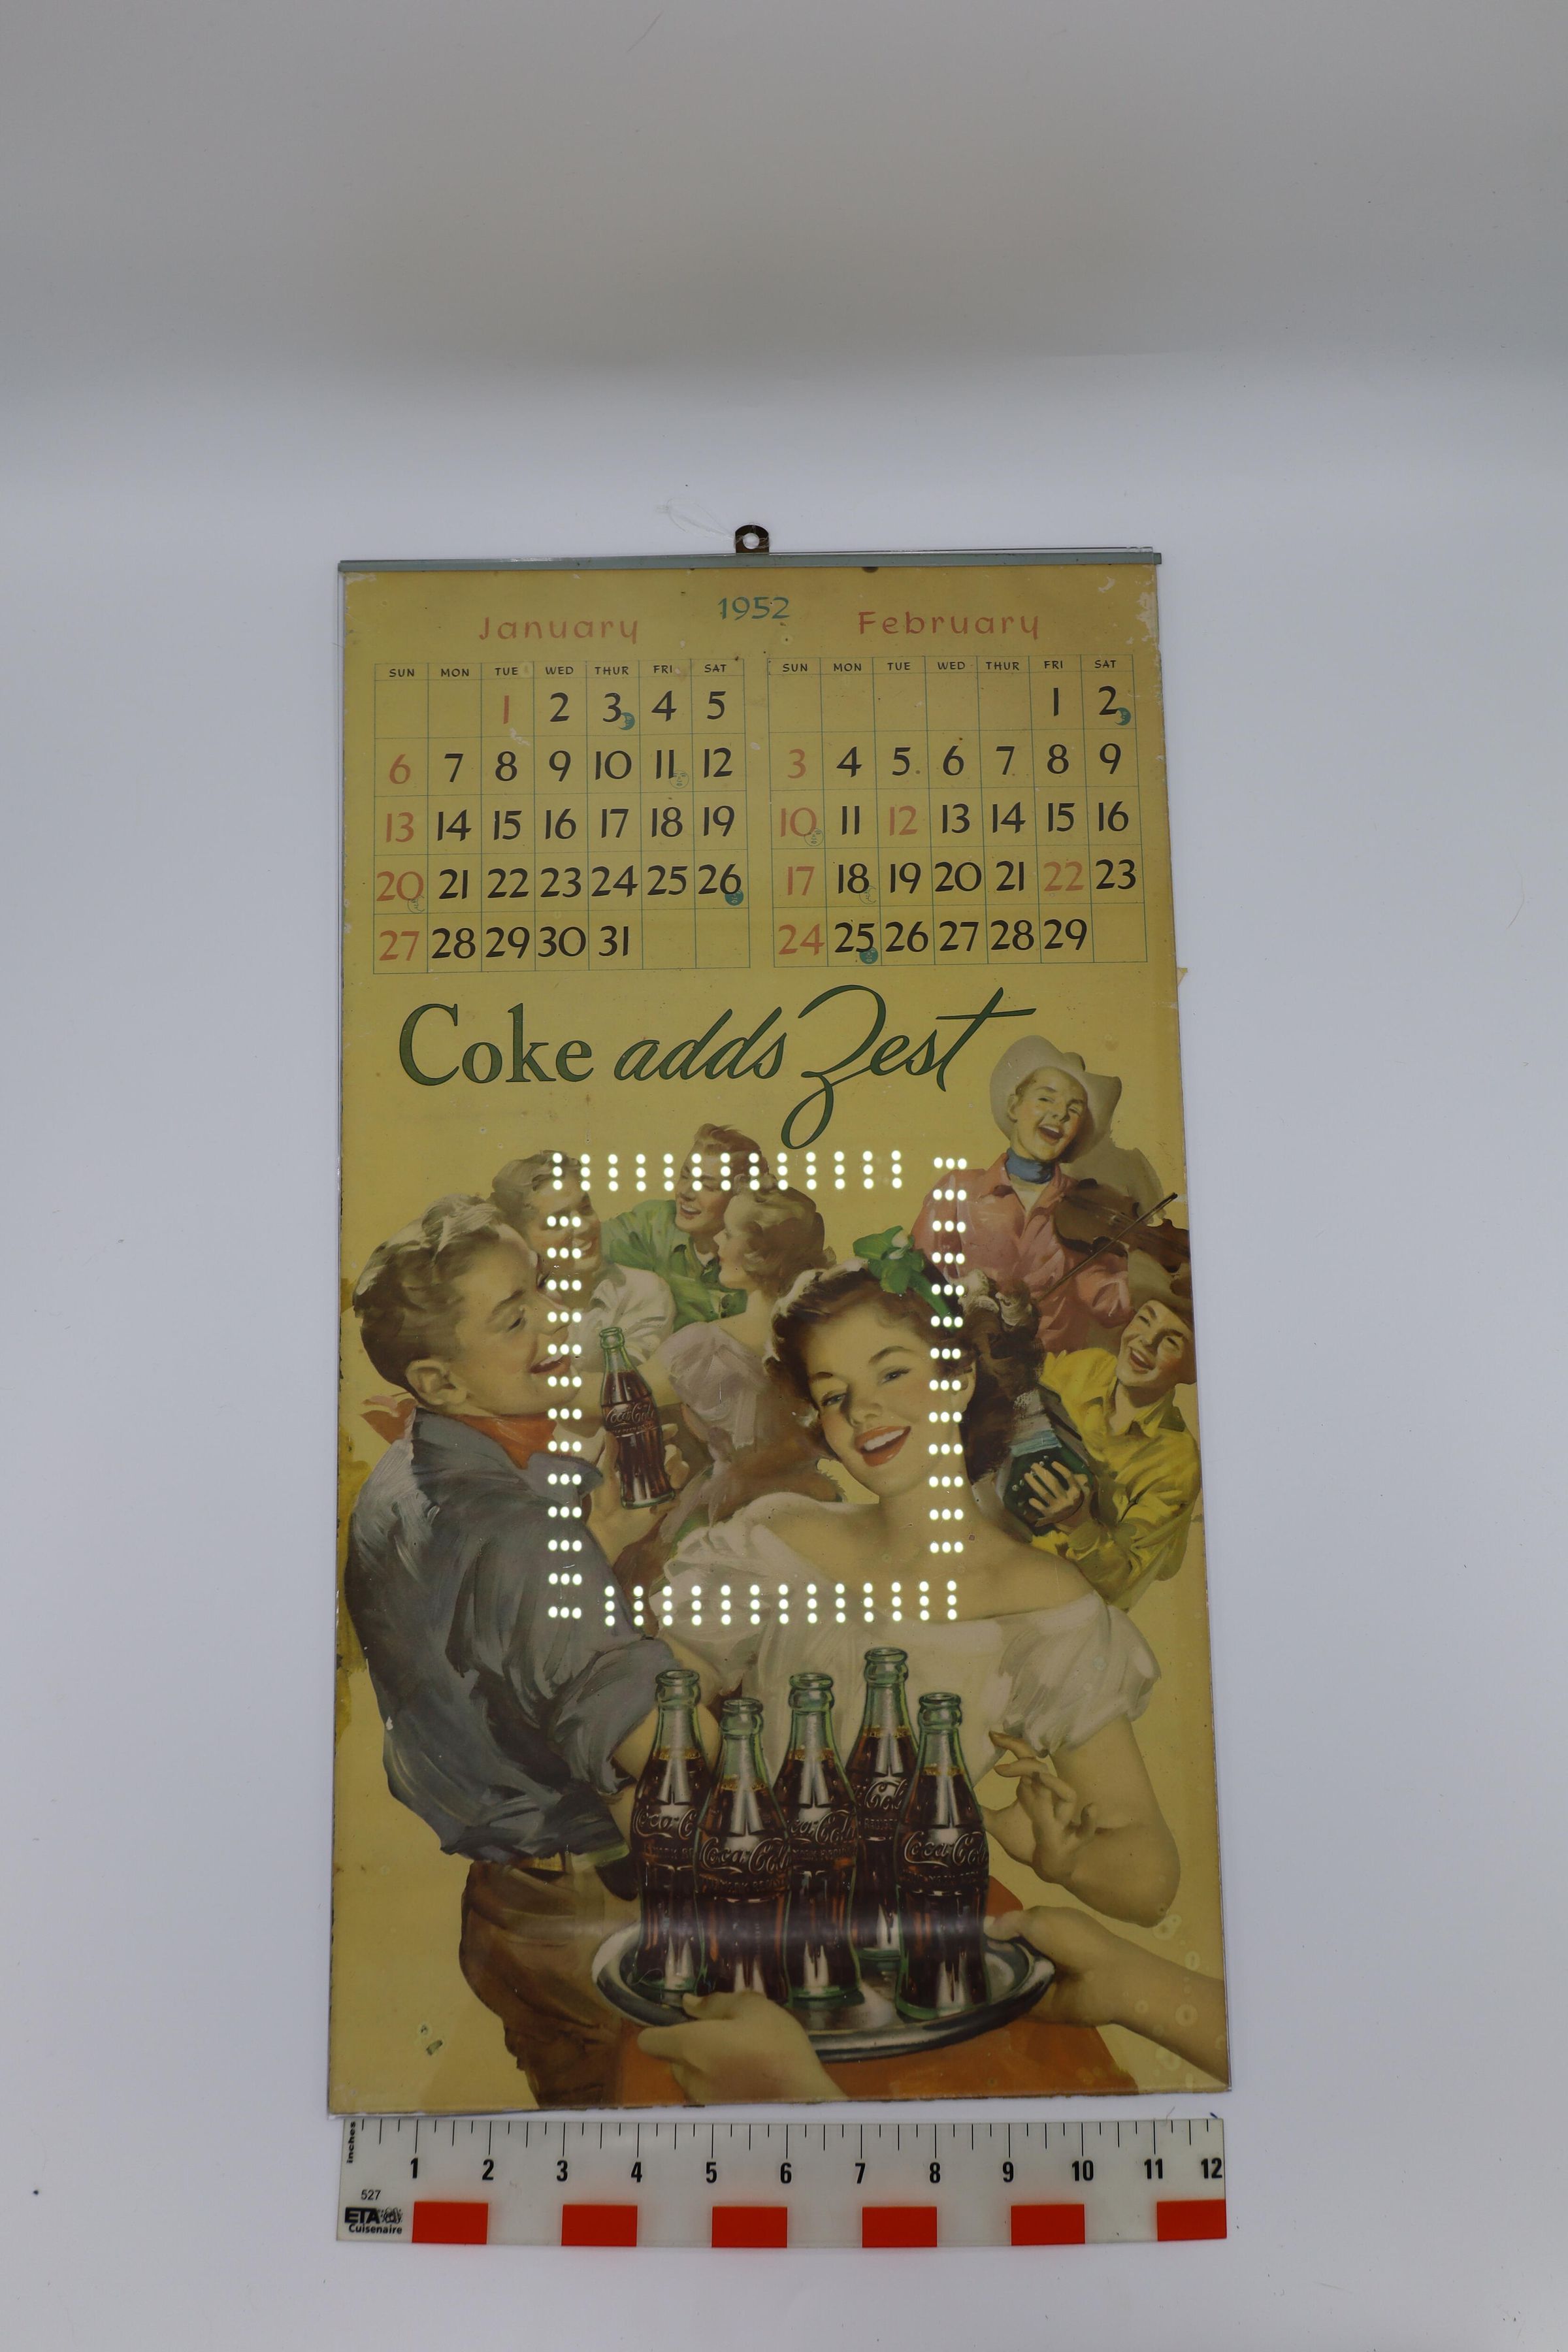 1952
January February
SUN MON TUE WED THUR FRI SAT SUN MON TUE WED THUR FRI SAT
1 2 3 4 5 1 2
6 7 8 9 10 11 12 3 4 5 6 7 8 9
13 14 15 16 17 18 19 10 11 12 13 14 15 16
20 21 22 23 24 25 26 17 18 19 20 21 22 23
27 28 29 30 31 24 25 26 27 28 29
Coke adds Zest
Coca-Cola
Coca-C
Coca-Cola
Coca-Cola
Coca-Cola
Coca-Cola
inches
1 2 3 4 5 6 7 8 9 10 11 12
527
ETA
Cuisenaire